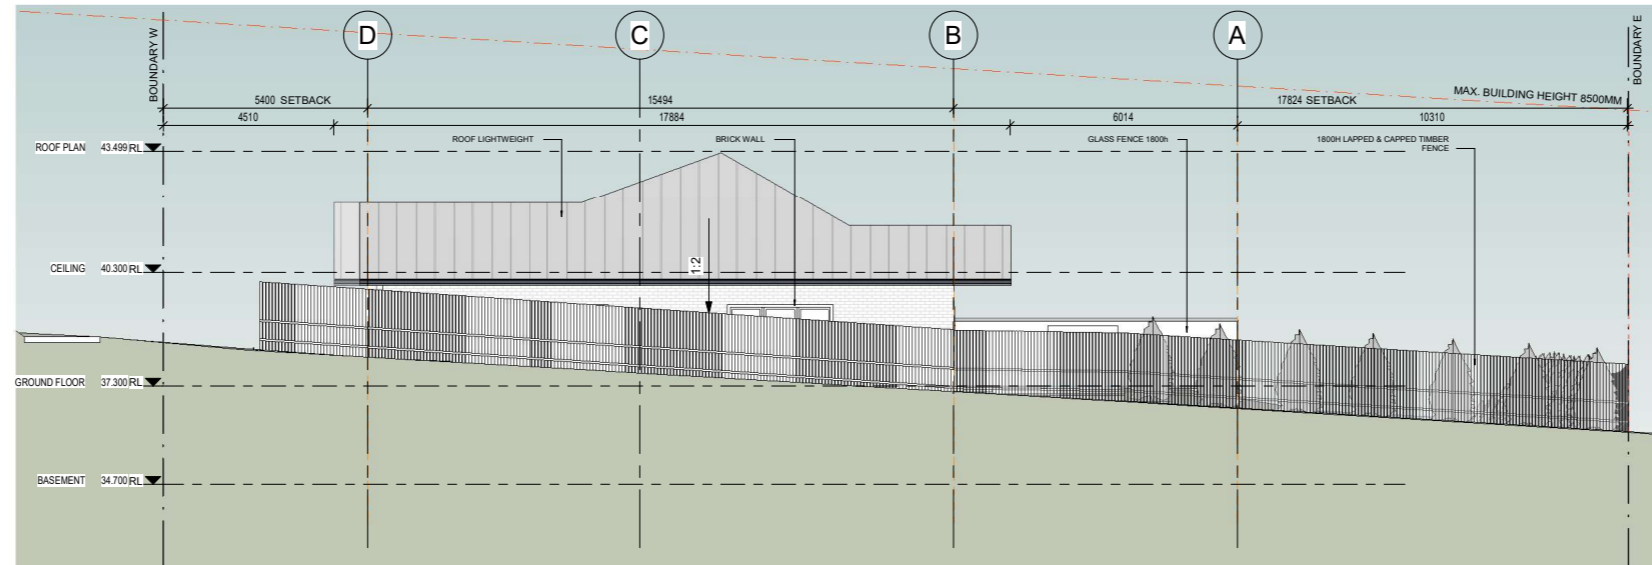 BOUNDARY W
D
C
B
A
BOUNDARY E
5400 SETBACK
15494
17824 SETBACK
MAX. BUILDING HEIGHT 8500MM
4510
17884
6014
10310
ROOF PLAN 43.499 RL
ROOF LIGHTWEIGHT
BRICK WALL
GLASS FENCE 1800h
1800H LAPPED & CAPPED TIMBER
FENCE
CEILING 40.300 RL
1:2
GROUND FLOOR 37.300 RL
BASEMENT 34.700 RL